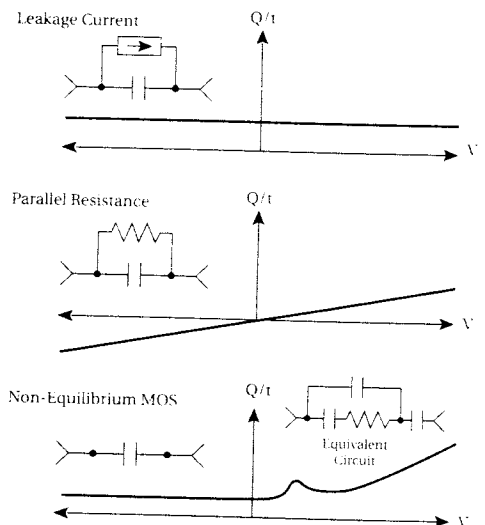 Leakage Current
Q/t
V
Parallel Resistance
Q/t
V
Non-Equilibrium MOS
Q/t
Equivalent
Circuit
V